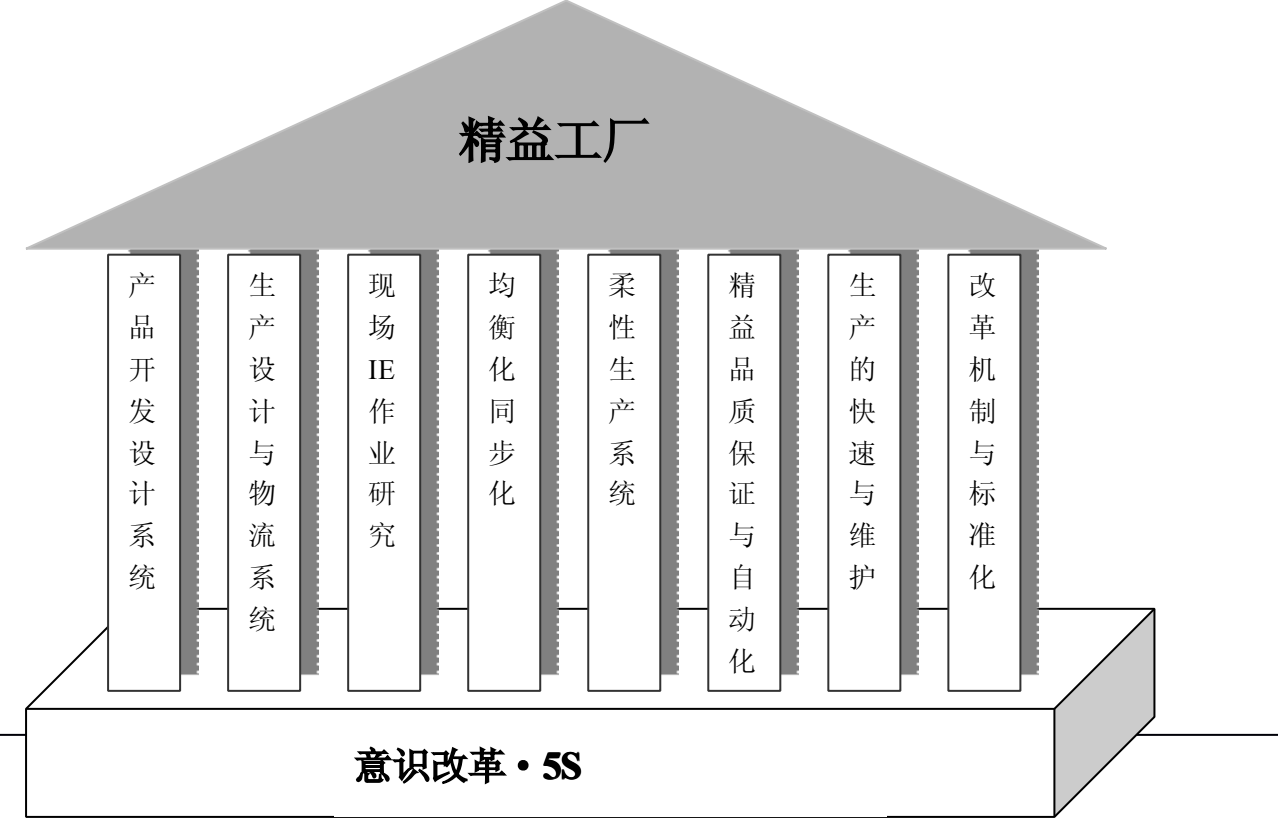 精益工厂
产品开发设计系统
生产设计与物流系统
现场IE作业研究
均衡化同步化
柔性生产系统
精益品质保证与自动化
生产的快速与维护
改革机制与标准化
意识改革·5S